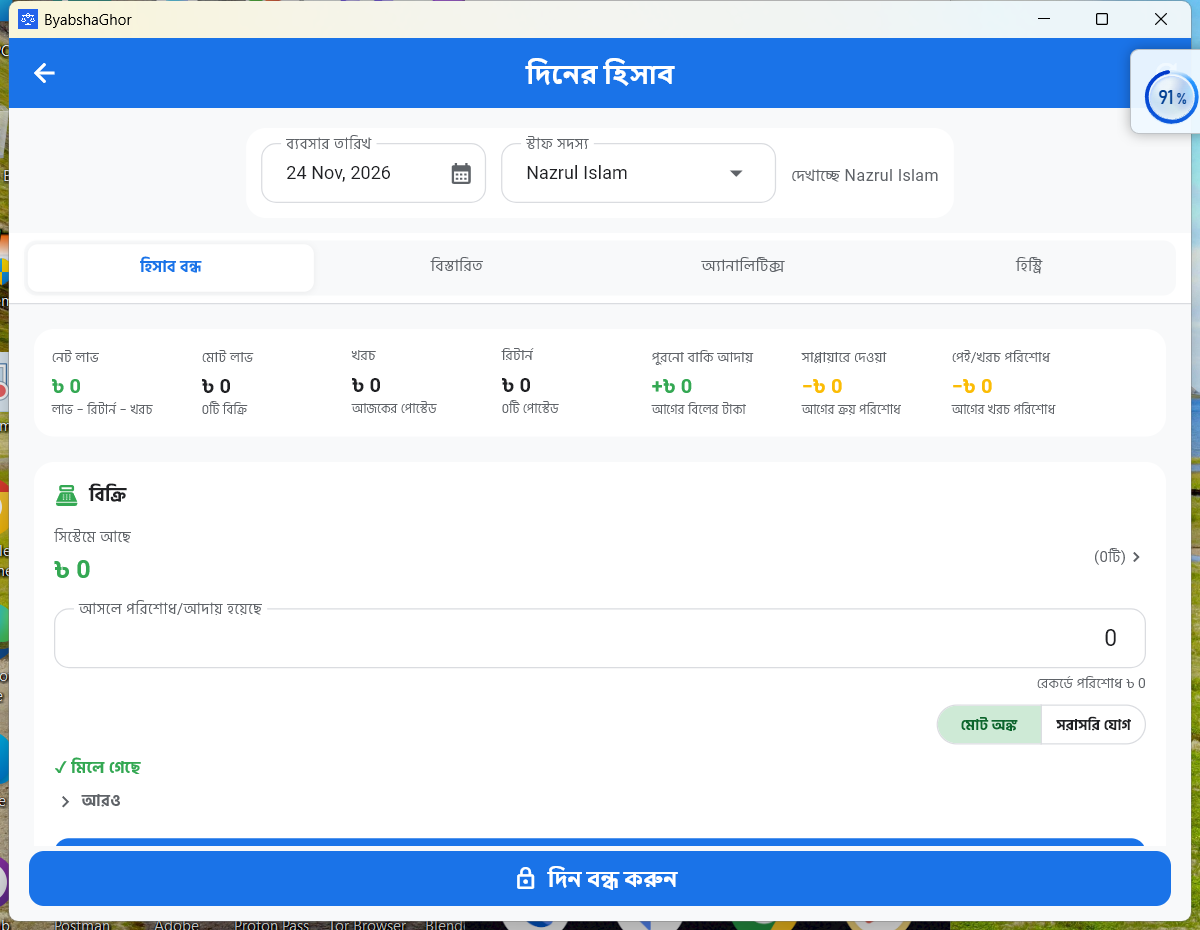 ByabshaGhor
দিনের হিসাব
91%
ব্যবসার তারিখ
24 Nov, 2026
স্টাফ সদস্য
Nazrul Islam
দেখাচ্ছে Nazrul Islam
হিসাব বন্ধ
বিস্তারিত
অ্যানালিটিক্স
হিস্ট্রি
নেট লাভ
৳ 0
লাভ − রিটার্ন − খরচ
মোট লাভ
৳ 0
0টি বিক্রি
খরচ
৳ 0
আজকের পোস্টেড
রিটার্ন
৳ 0
0টি পোস্টেড
পুরনো বাকি আদায়
+৳ 0
আগের বিলের টাকা
সাপ্লায়ারে দেওয়া
−৳ 0
আগের ক্রয় পরিশোধ
পেই/খরচ পরিশোধ
−৳ 0
আগের খরচ পরিশোধ
বিক্রি
সিস্টেমে আছে
৳ 0
(0টি)
আসলে পরিশোধ/আদায় হয়েছে
0
রেকর্ডে পরিশোধ ৳ 0
মোট অঙ্ক
সরাসরি যোগ
✓ মিলে গেছে
আরও
দিন বন্ধ করুন
Postman
Adobe
Proton Pass
Tor Browser